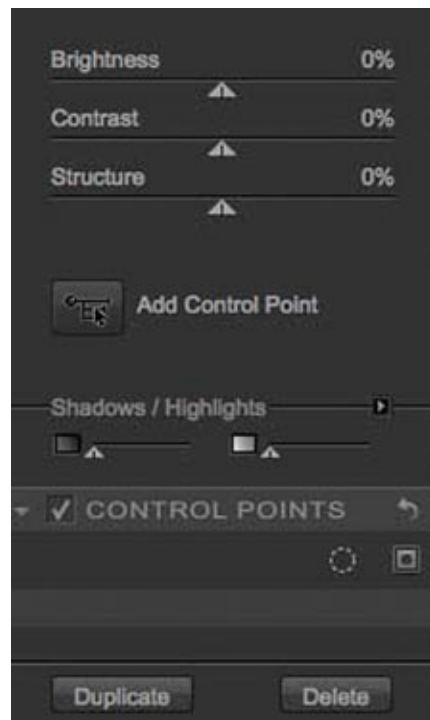 Brightness 0%
Contrast 0%
Structure 0%
Add Control Point
Shadows / Highlights
CONTROL POINTS
Duplicate Delete